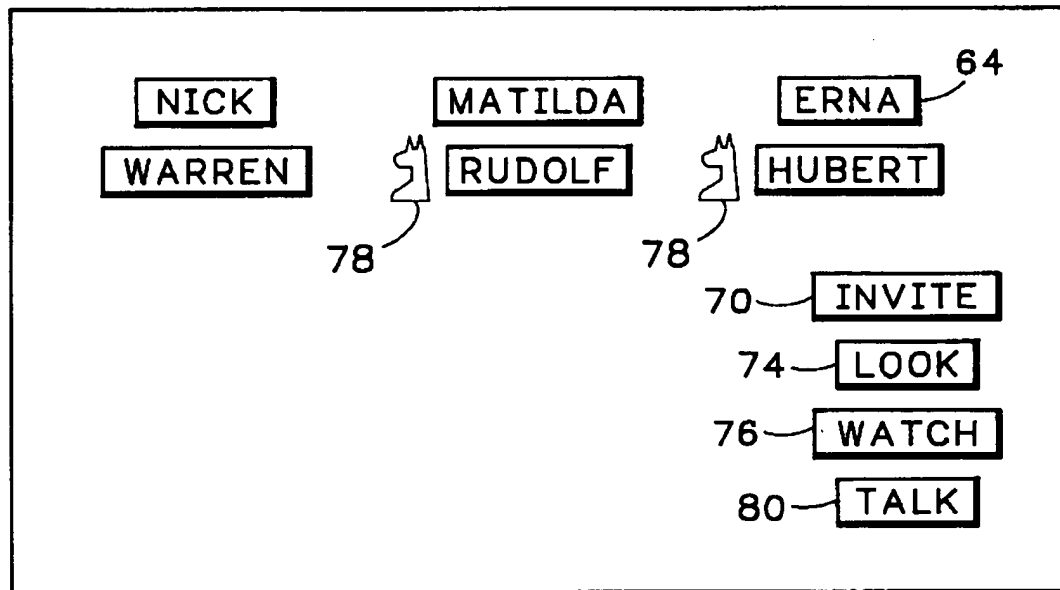 64
NICK MATILDA ERNA
WARREN RUDOLF HUBERT
78 78
70 INVITE
74 LOOK
76 WATCH
80 TALK